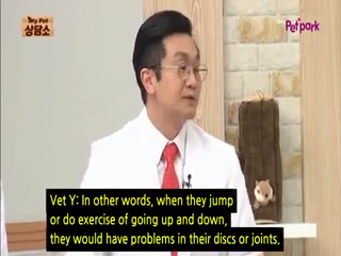 My Pet
상담소
Petpark
Vet Y: In other words, when they jump
or do exercise of going up and down,
they would have problems in their discs or joints.